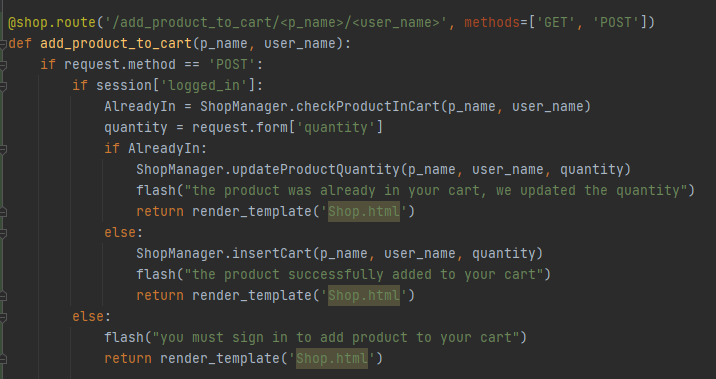 @shop.route('/add_product_to_cart/<p_name>/<user_name>', methods=['GET', 'POST'])
def add_product_to_cart(p_name, user_name):
    if request.method == 'POST':
        if session['logged_in']:
            AlreadyIn = ShopManager.checkProductInCart(p_name, user_name)
            quantity = request.form['quantity']
            if AlreadyIn:
                ShopManager.updateProductQuantity(p_name, user_name, quantity)
                flash("the product was already in your cart, we updated the quantity")
                return render_template('Shop.html')
            else:
                ShopManager.insertCart(p_name, user_name, quantity)
                flash("the product successfully added to your cart")
                return render_template('Shop.html')
        else:
            flash("you must sign in to add product to your cart")
            return render_template('Shop.html')